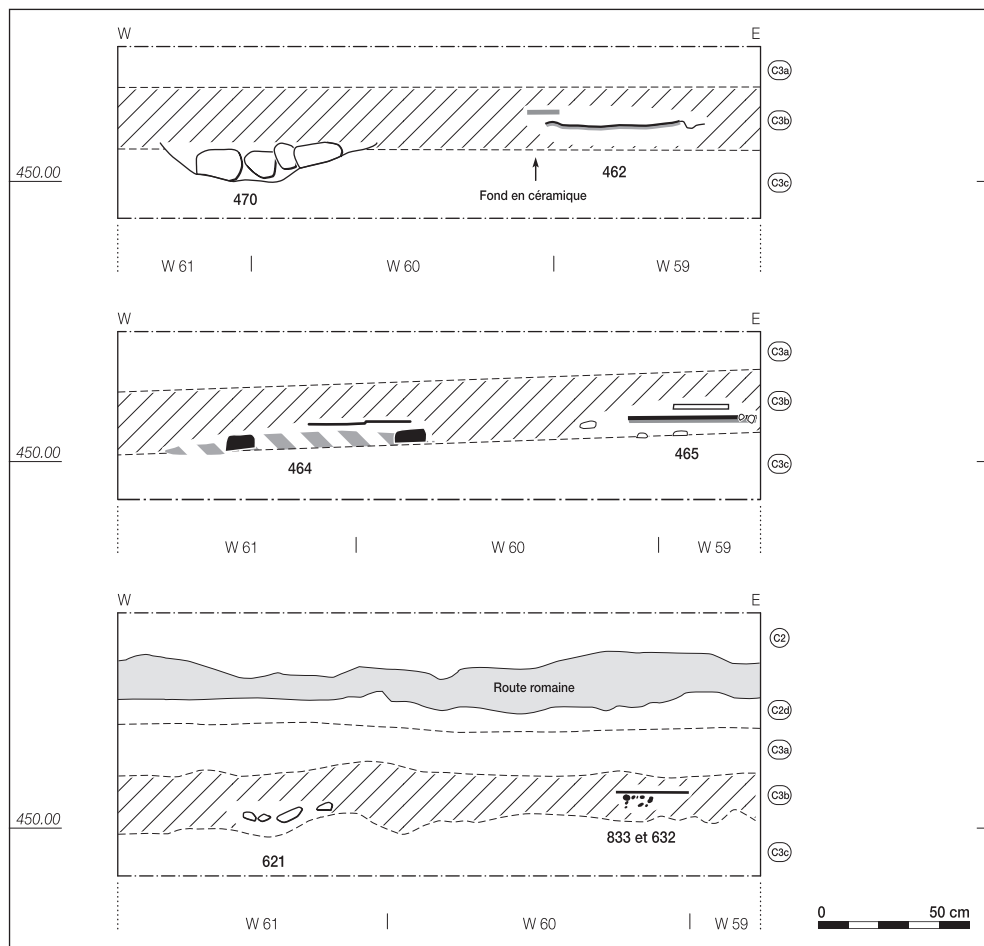 W E
C3a
C3b
450.00
462
C3c
470
Fond en céramique
W 61 W 60 W 59
W E
C3a
C3b
450.00
464 465
C3c
W 61 W 60 W 59
W E
C2
Route romaine
C2d
C3a
C3b
450.00
833 et 632
C3c
621
W 61 W 60 W 59
0 50 cm